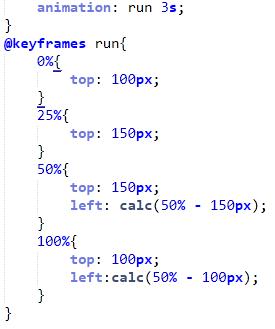 animation: run 3s;
}
@keyframes run{
0%{
top: 100px;
}
25%{
top: 150px;
}
50%{
top: 150px;
left: calc(50% - 150px);
}
100%{
top: 100px;
left:calc(50% - 100px);
}
}